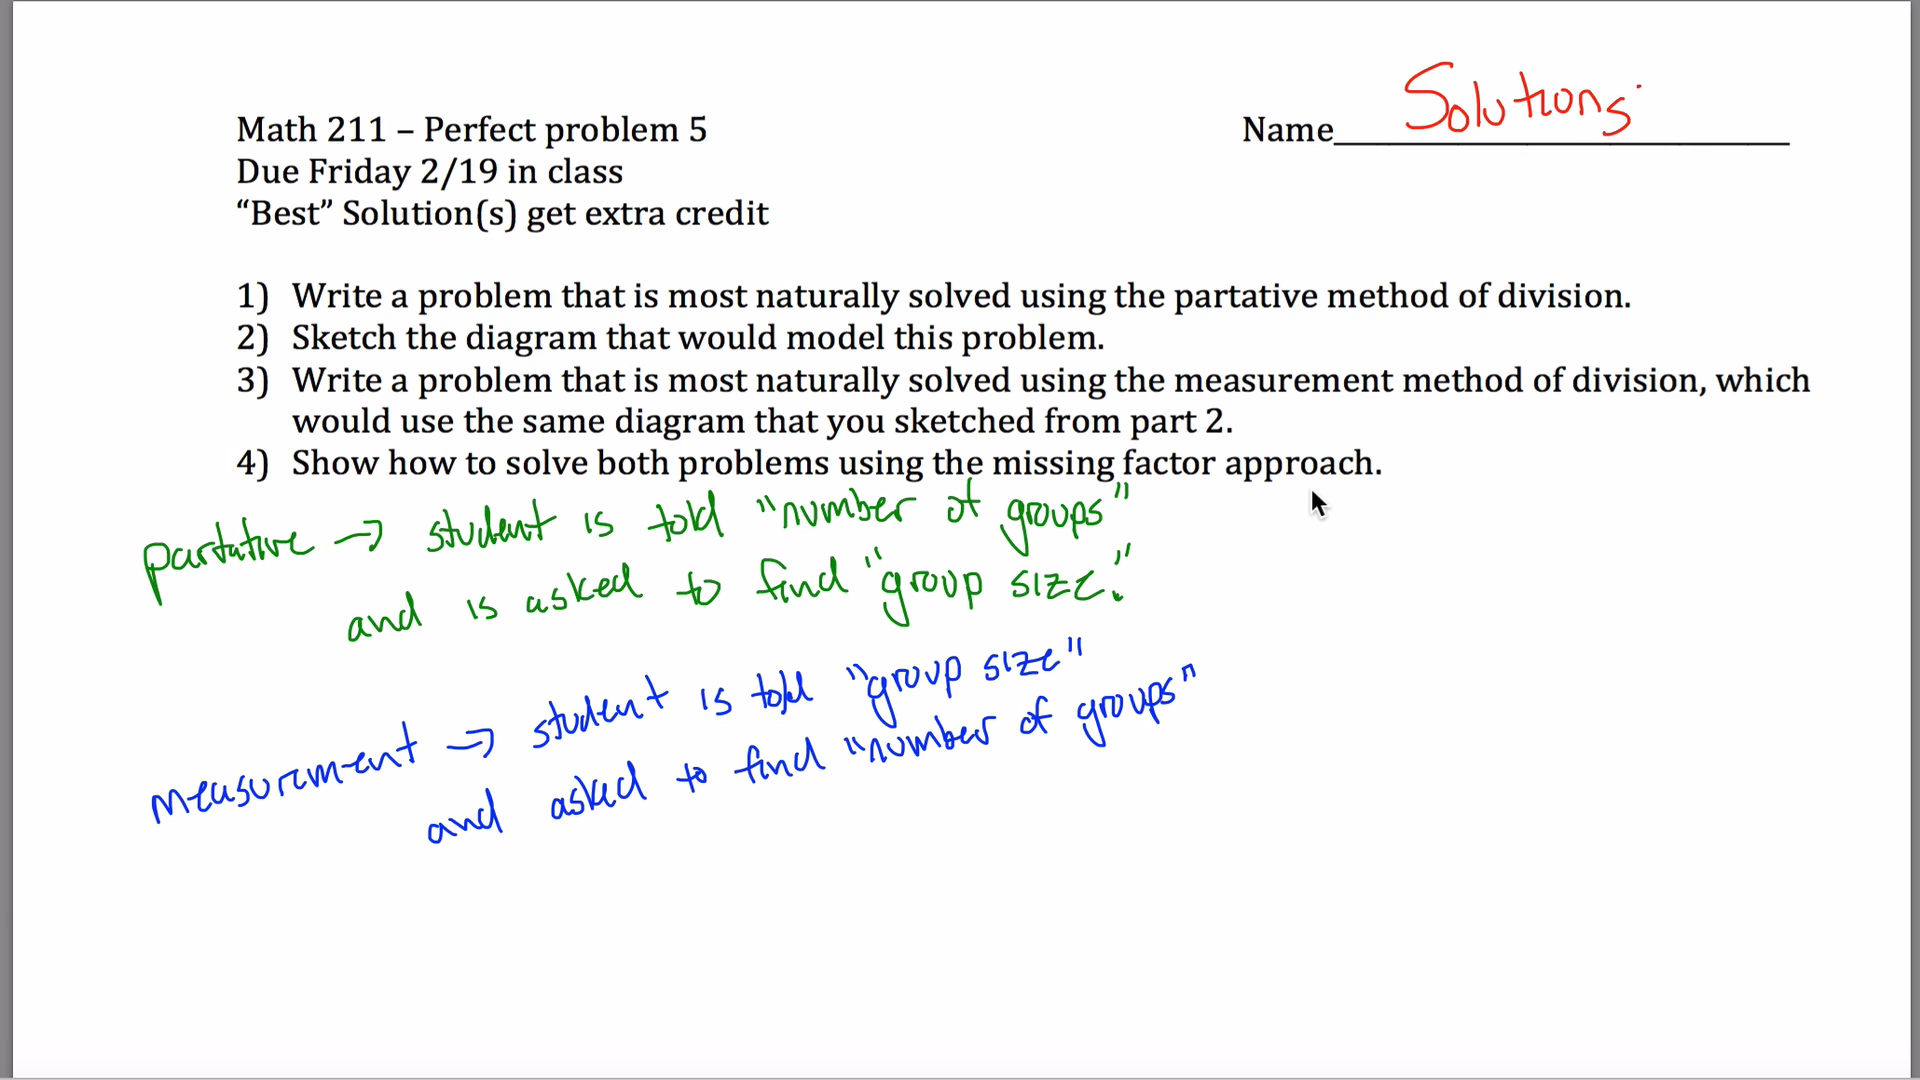 Math 211 – Perfect problem 5
Name
Solutions
Due Friday 2/19 in class
“Best” Solution(s) get extra credit
1) Write a problem that is most naturally solved using the partative method of division.
2) Sketch the diagram that would model this problem.
3) Write a problem that is most naturally solved using the measurement method of division, which
would use the same diagram that you sketched from part 2.
4) Show how to solve both problems using the missing factor approach.
partative → student is told "number of groups"
and is asked to find "group size."
measurement → student is told "group size"
and asked to find "number of groups"